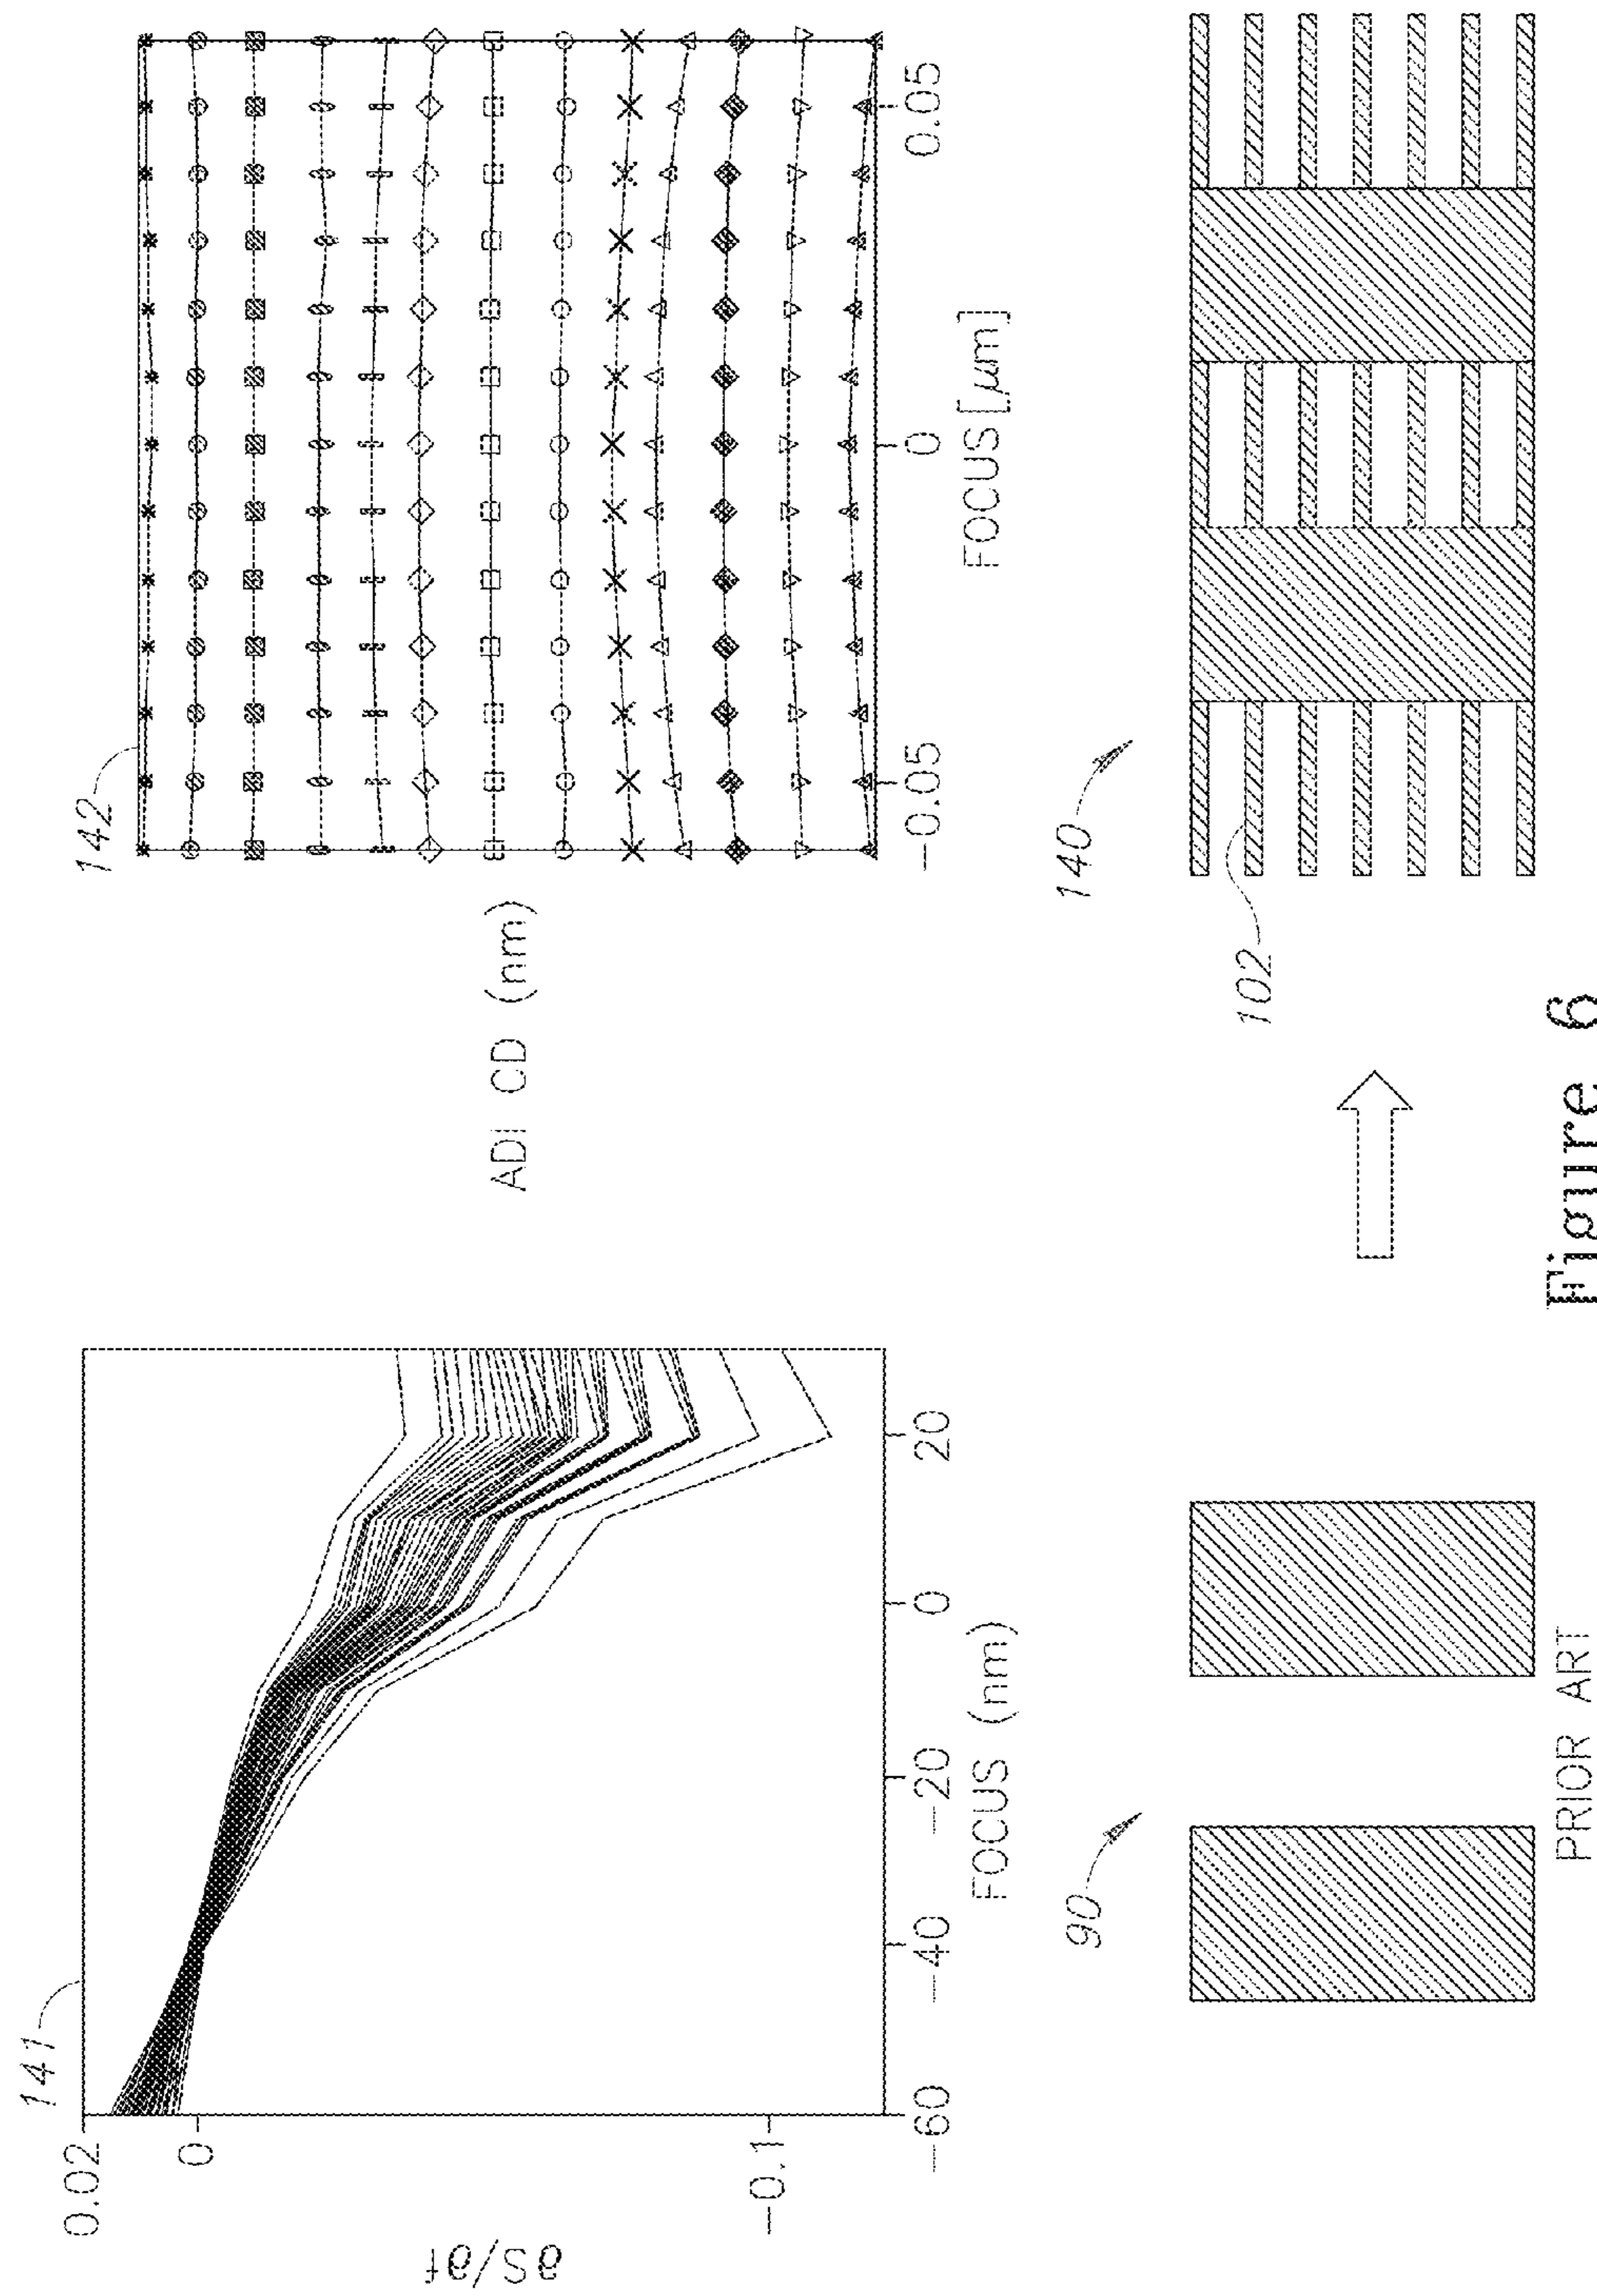 141
0.02
0
-0.1
∂S/∂f
-60
-40
-20
0
20
FOCUS (nm)
142
ADI CD (nm)
-0.05
0
0.05
FOCUS[μm]
90
PRIOR ART
140
102
Figure 6